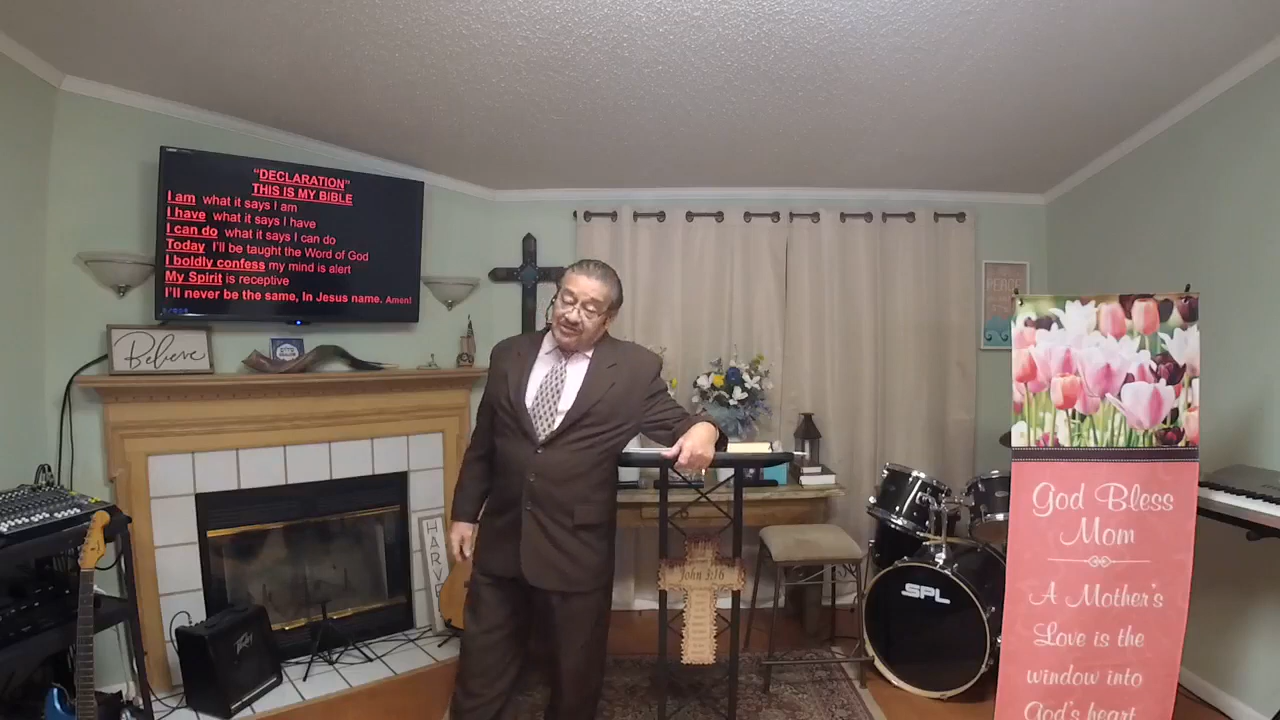 “DECLARATION”
THIS IS MY BIBLE
I am what it says I am
I have what it says I have
I can do what it says I can do
Today I'll be taught the Word of God
I boldly confess my mind is alert
My Spirit is receptive
I'll never be the same, In Jesus name. Amen!
Believe
PEACE
HARVE
John 3:16
PEAVEY
SPL
God Bless
Mom
A Mother's
Love is the
window into
God's heart